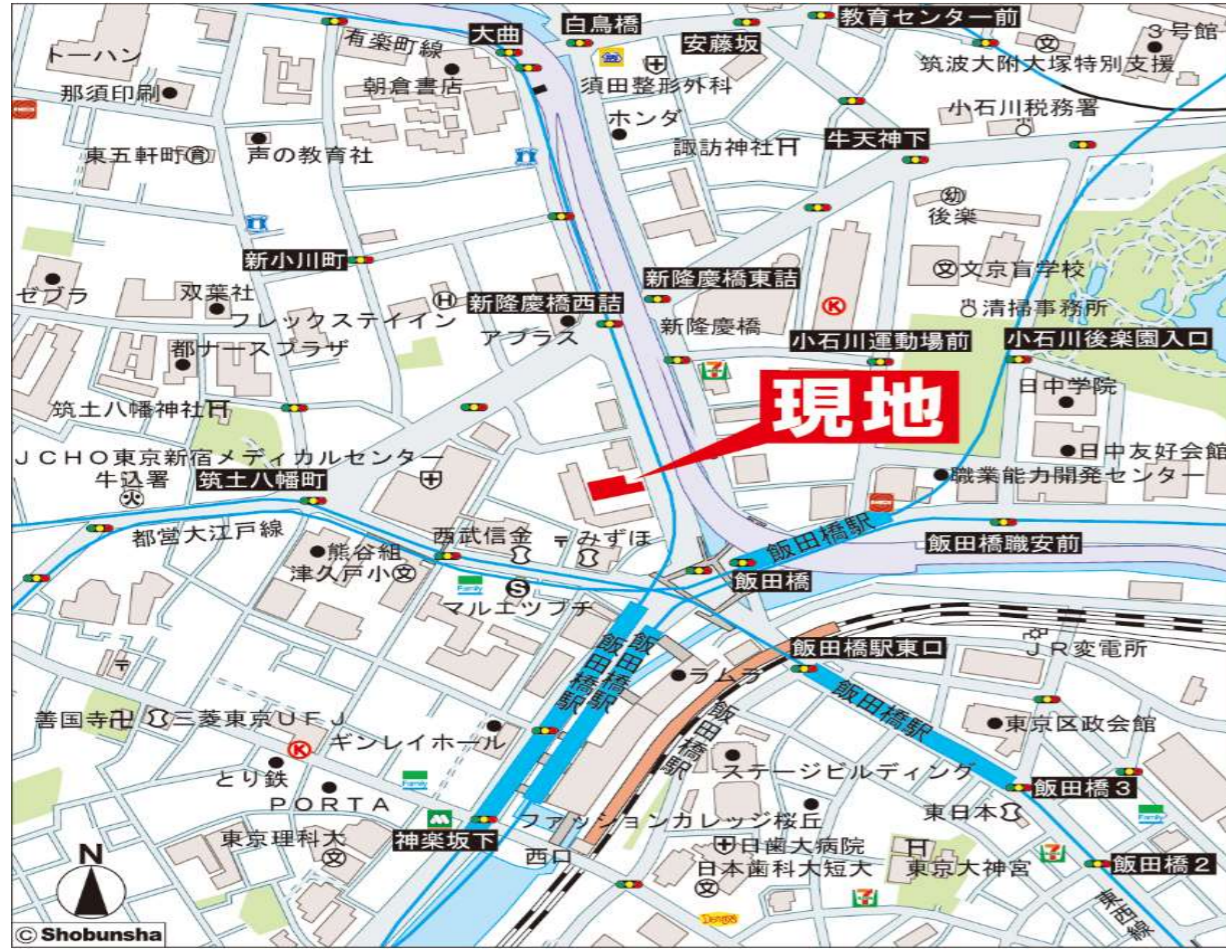 トーハン
有楽町線
大曲
白鳥橋
安藤坂
教育センター前
3号館
那須印刷
朝倉書店
須田整形外科
筑波大附大塚特別支援
ホンダ
小石川税務署
東五軒町
声の教育社
諏訪神社
牛天神下
後楽
新小川町
文京盲学校
ゼブラ
双葉社
フレックステイイン
新隆慶橋西詰
新隆慶橋東詰
清掃事務所
アプラス
新隆慶橋
小石川運動場前
小石川後楽園入口
都ナースプラザ
日中学院
筑土八幡神社
現地
JCHO東京新宿メディカルセンター
日中友好会館
牛込署
筑土八幡町
職業能力開発センター
都営大江戸線
西武信金
みずほ
飯田橋駅
飯田橋職安前
熊谷組
津久戸小
飯田橋
Family
マルエツプチ
飯田橋駅
飯田橋駅
飯田橋駅東口
JR変電所
ラムラ
飯田橋駅
飯田橋駅
善国寺
三菱東京UFJ
ギンレイホール
東京区政会館
とり鉄
Family
ステージビルディング
飯田橋3
PORTA
東日本
Family
東京理科大
神楽坂下
ファッションカレッジ桜丘
西口
日歯大病院
日本歯科大短大
東京大神宮
飯田橋2
東西線
Denny's
N
© Shobunsha